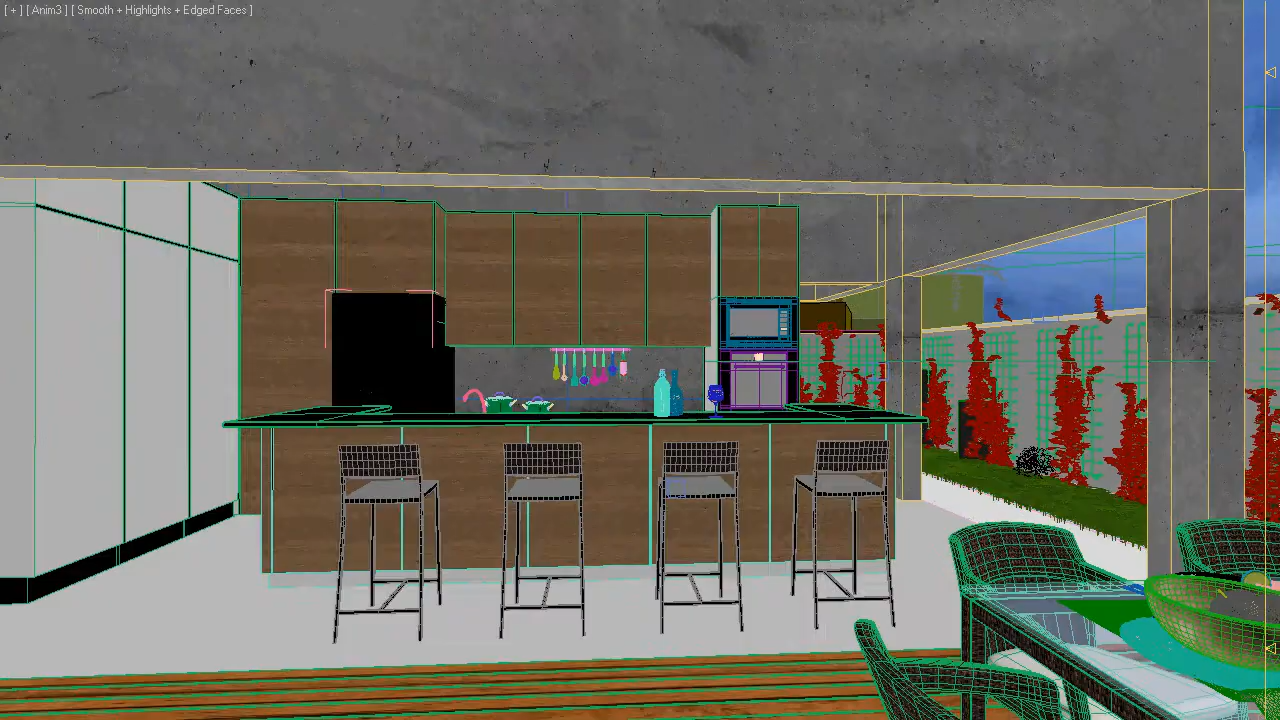 [ + ] [ Anim3 ] [ Smooth + Highlights + Edged Faces ]